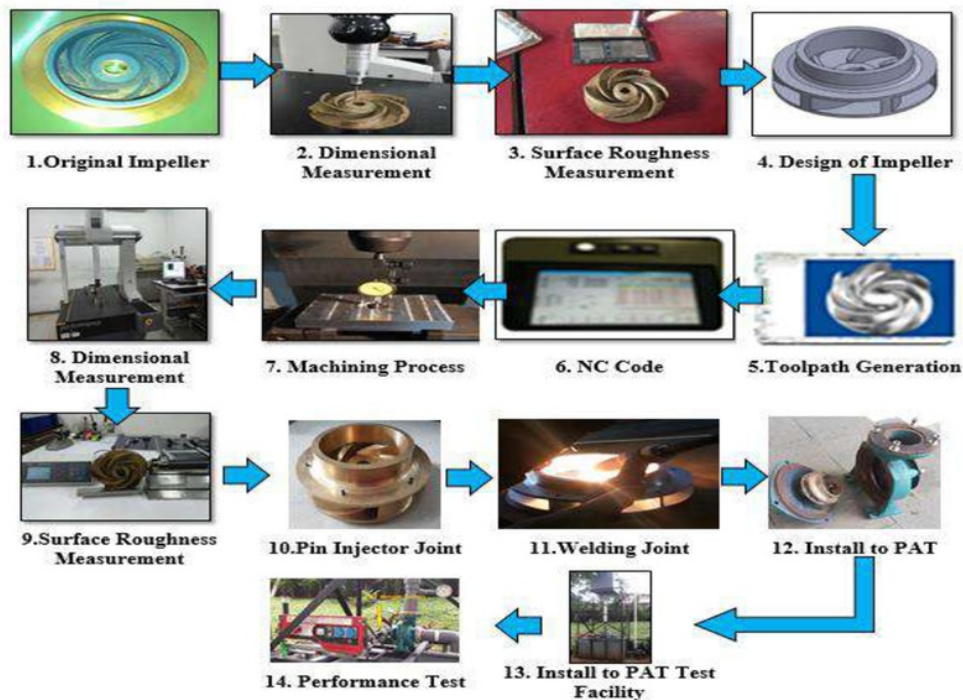 1.Original Impeller
2. Dimensional
Measurement
3. Surface Roughness
Measurement
4. Design of Impeller
5.Toolpath Generation
6. NC Code
7. Machining Process
8. Dimensional
Measurement
9.Surface Roughness
Measurement
10.Pin Injector Joint
11.Welding Joint
12. Install to PAT
13. Install to PAT Test
Facility
14. Performance Test